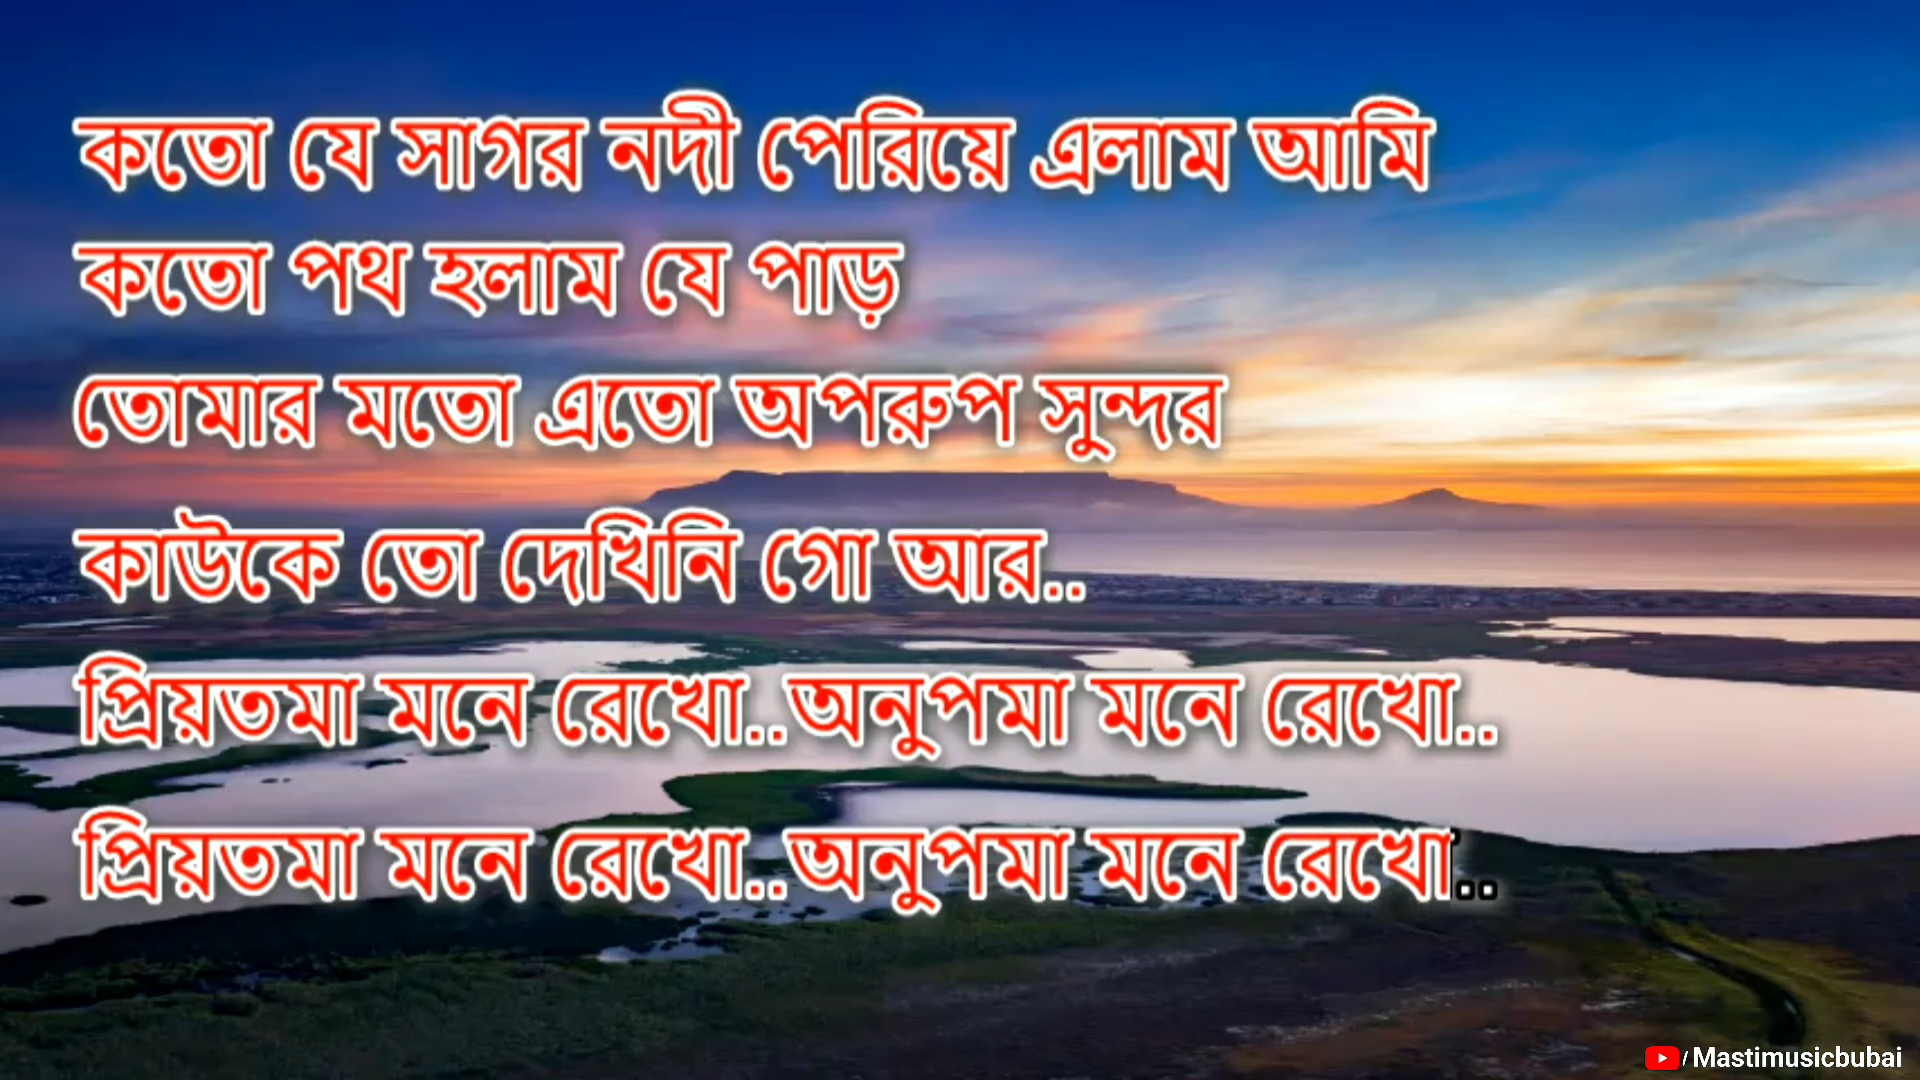 কতো যে সাগর নদী পেরিয়ে এলাম আমি
কতো পথ হলাম যে পাড়
তোমার মতো এতো অপরুপ সুন্দর
কাউকে তো দেখিনি গো আর..
প্রিয়তমা মনে রেখো..অনুপমা মনে রেখো..
প্রিয়তমা মনে রেখো..অনুপমা মনে রেখো..
/ Mastimusicbubai